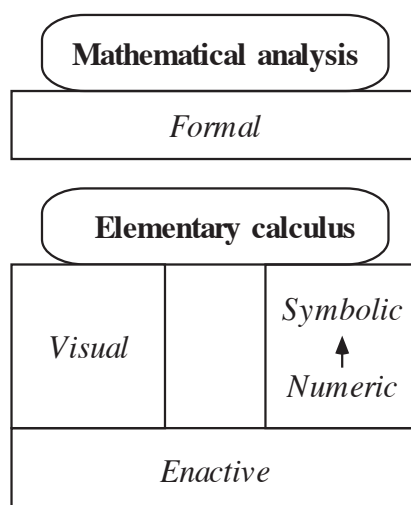 Mathematical analysis
Formal
Elementary calculus
Visual
Symbolic
Numeric
Enactive